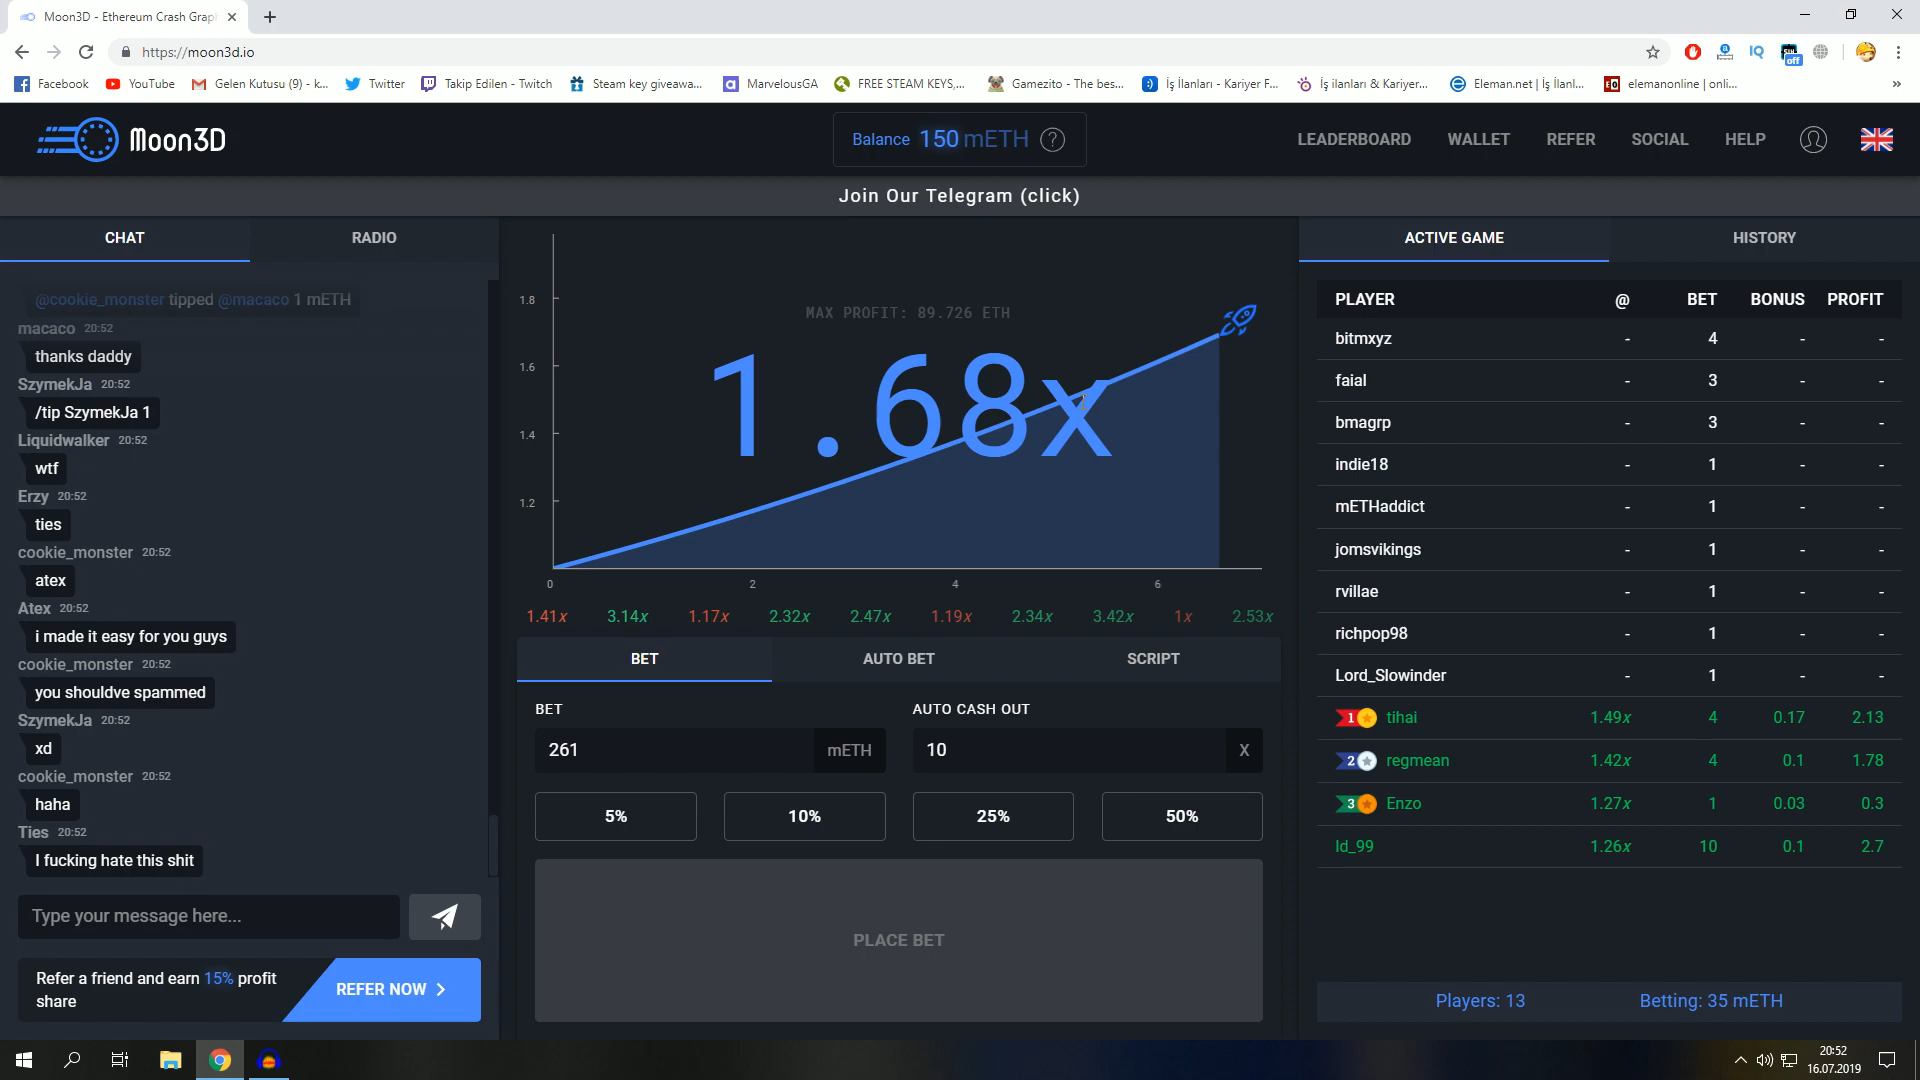 Moon3D - Ethereum Crash Grap
https://moon3d.io
Facebook
YouTube
Gelen Kutusu (9) - k...
Twitter
Takip Edilen - Twitch
Steam key giveawa...
MarvelousGA
FREE STEAM KEYS,...
Gamezito - The bes...
İş İlanları - Kariyer F...
İş ilanları & Kariyer...
Eleman.net | İş İlanl...
elemanonline | onli...
IQ
off
Moon3D
Balance 150 mETH ?
LEADERBOARD
WALLET
REFER
SOCIAL
HELP
Join Our Telegram (click)
CHAT
RADIO
@cookie_monster tipped @macaco 1 mETH
macaco 20:52
thanks daddy
SzymekJa 20:52
/tip SzymekJa 1
Liquidwalker 20:52
wtf
Erzy 20:52
ties
cookie_monster 20:52
atex
Atex 20:52
i made it easy for you guys
cookie_monster 20:52
you shouldve spammed
SzymekJa 20:52
xd
cookie_monster 20:52
haha
Ties 20:52
I fucking hate this shit
Type your message here...
Refer a friend and earn 15% profit
share
REFER NOW >
1.8
1.6
1.4
1.2
MAX PROFIT: 89.726 ETH
1.68x
0 2 4 6
1.41x 3.14x 1.17x 2.32x 2.47x 1.19x 2.34x 3.42x 1x 2.53x
BET
AUTO BET
SCRIPT
BET
AUTO CASH OUT
261 mETH
10 X
5% 10% 25% 50%
PLACE BET
ACTIVE GAME
HISTORY
PLAYER @ BET BONUS PROFIT
bitmxyz - 4 - -
faial - 3 - -
bmagrp - 3 - -
indie18 - 1 - -
mETHaddict - 1 - -
jomsvikings - 1 - -
rvillae - 1 - -
richpop98 - 1 - -
Lord_Slowinder - 1 - -
1 tihai 1.49x 4 0.17 2.13
2 regmean 1.42x 4 0.1 1.78
3 Enzo 1.27x 1 0.03 0.3
ld_99 1.26x 10 0.1 2.7
Players: 13
Betting: 35 mETH
20:52
16.07.2019